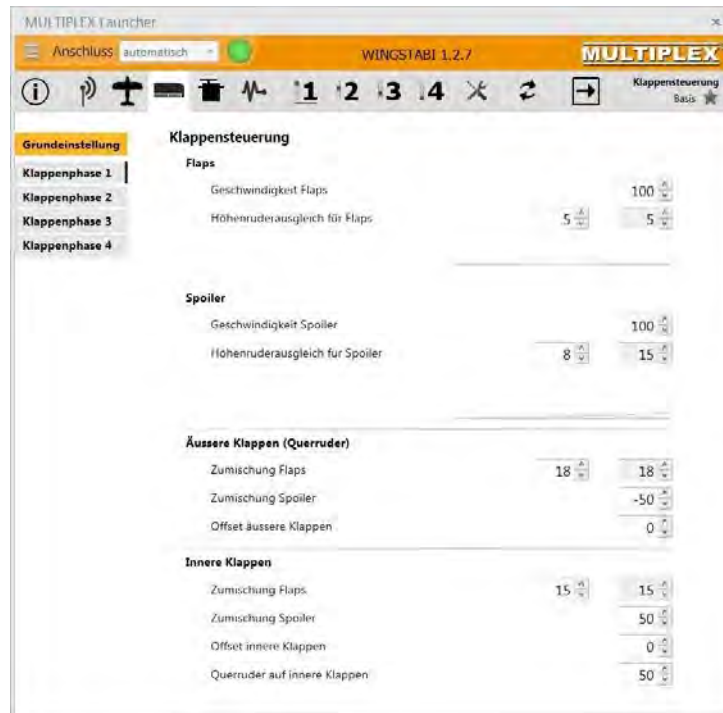 MULTIPLEX Launcher
Anschluss automatisch WINGSTABI 1.2.7 MULTIPLEX
1 2 3 4 Klappensteuerung
Basis
Grundeinstellung
Klappenphase 1
Klappenphase 2
Klappenphase 3
Klappenphase 4
Klappensteuerung
Flaps
Geschwindigkeit Flaps 100
Höhenruderausgleich für Flaps 5 5
Spoiler
Geschwindigkeit Spoiler 100
Höhenruderausgleich für Spoiler 8 15
Äussere Klappen (Querruder)
Zumischung Flaps 18 18
Zumischung Spoiler -50
Offset äussere Klappen 0
Innere Klappen
Zumischung Flaps 15 15
Zumischung Spoiler 50
Offset innere Klappen 0
Querruder auf innere Klappen 50